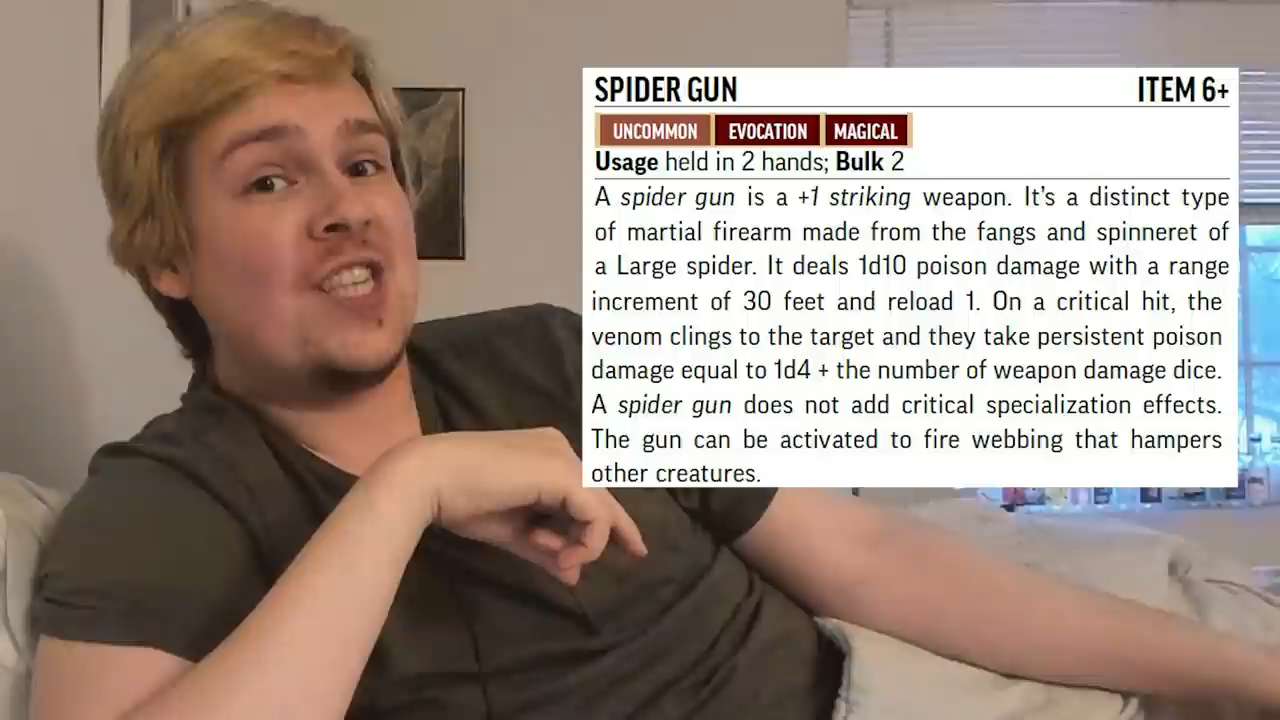 SPIDER GUN ITEM 6+
UNCOMMON EVOCATION MAGICAL
Usage held in 2 hands; Bulk 2
A spider gun is a +1 striking weapon. It’s a distinct type
of martial firearm made from the fangs and spinneret of
a Large spider. It deals 1d10 poison damage with a range
increment of 30 feet and reload 1. On a critical hit, the
venom clings to the target and they take persistent poison
damage equal to 1d4 + the number of weapon damage dice.
A spider gun does not add critical specialization effects.
The gun can be activated to fire webbing that hampers
other creatures.